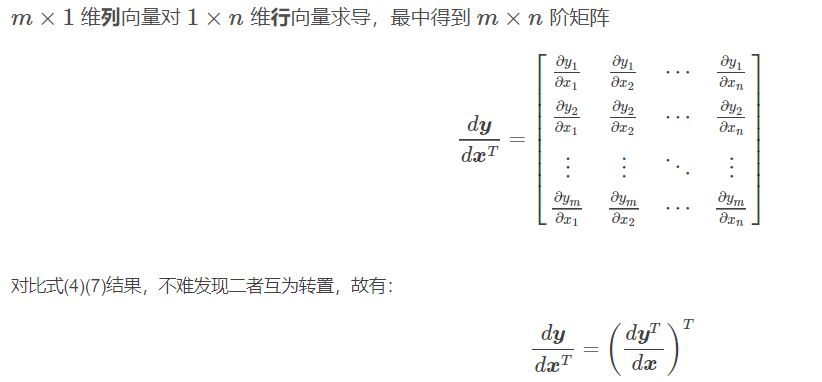 m × 1 维列向量对 1 × n 维行向量求导，最中得到 m × n 阶矩阵
$$\frac{d\boldsymbol{y}}{d\boldsymbol{x}^T} = \begin{bmatrix} \frac{\partial y_1}{\partial x_1} & \frac{\partial y_1}{\partial x_2} & \cdots & \frac{\partial y_1}{\partial x_n} \\ \frac{\partial y_2}{\partial x_1} & \frac{\partial y_2}{\partial x_2} & \cdots & \frac{\partial y_2}{\partial x_n} \\ \vdots & \vdots & \ddots & \vdots \\ \frac{\partial y_m}{\partial x_1} & \frac{\partial y_m}{\partial x_2} & \cdots & \frac{\partial y_m}{\partial x_n} \end{bmatrix}$$
对比式(4)(7)结果，不难发现二者互为转置，故有：
$$\frac{d\boldsymbol{y}}{d\boldsymbol{x}^T} = \left(\frac{d\boldsymbol{y}^T}{d\boldsymbol{x}}\right)^T$$